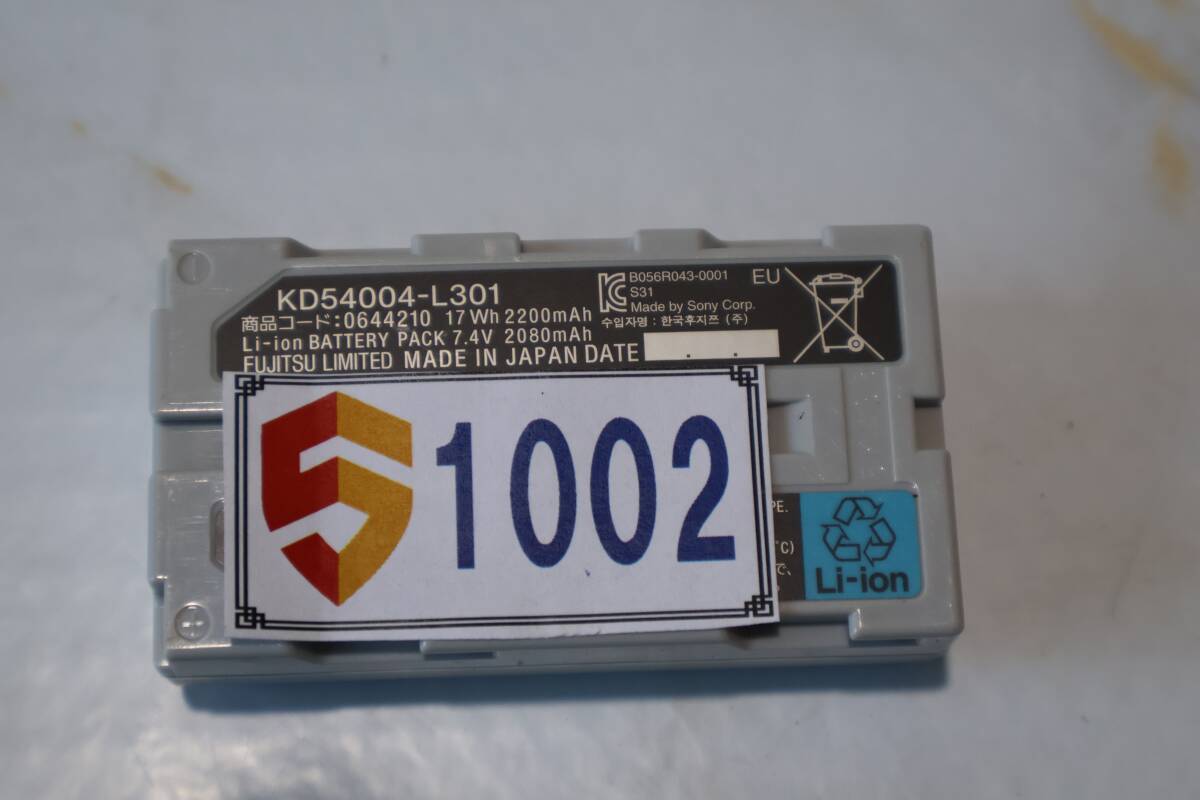 KD54004-L301
商品コード:0644210 17Wh 2200mAh
Li-ion BATTERY PACK 7.4V 2080mAh
FUJITSU LIMITED MADE IN JAPAN DATE
B056R043-0001
S31
Made by Sony Corp.
수입자명 : 한국후지쯔 (주)
EU
1002
PE.
℃)
で、
Li-ion